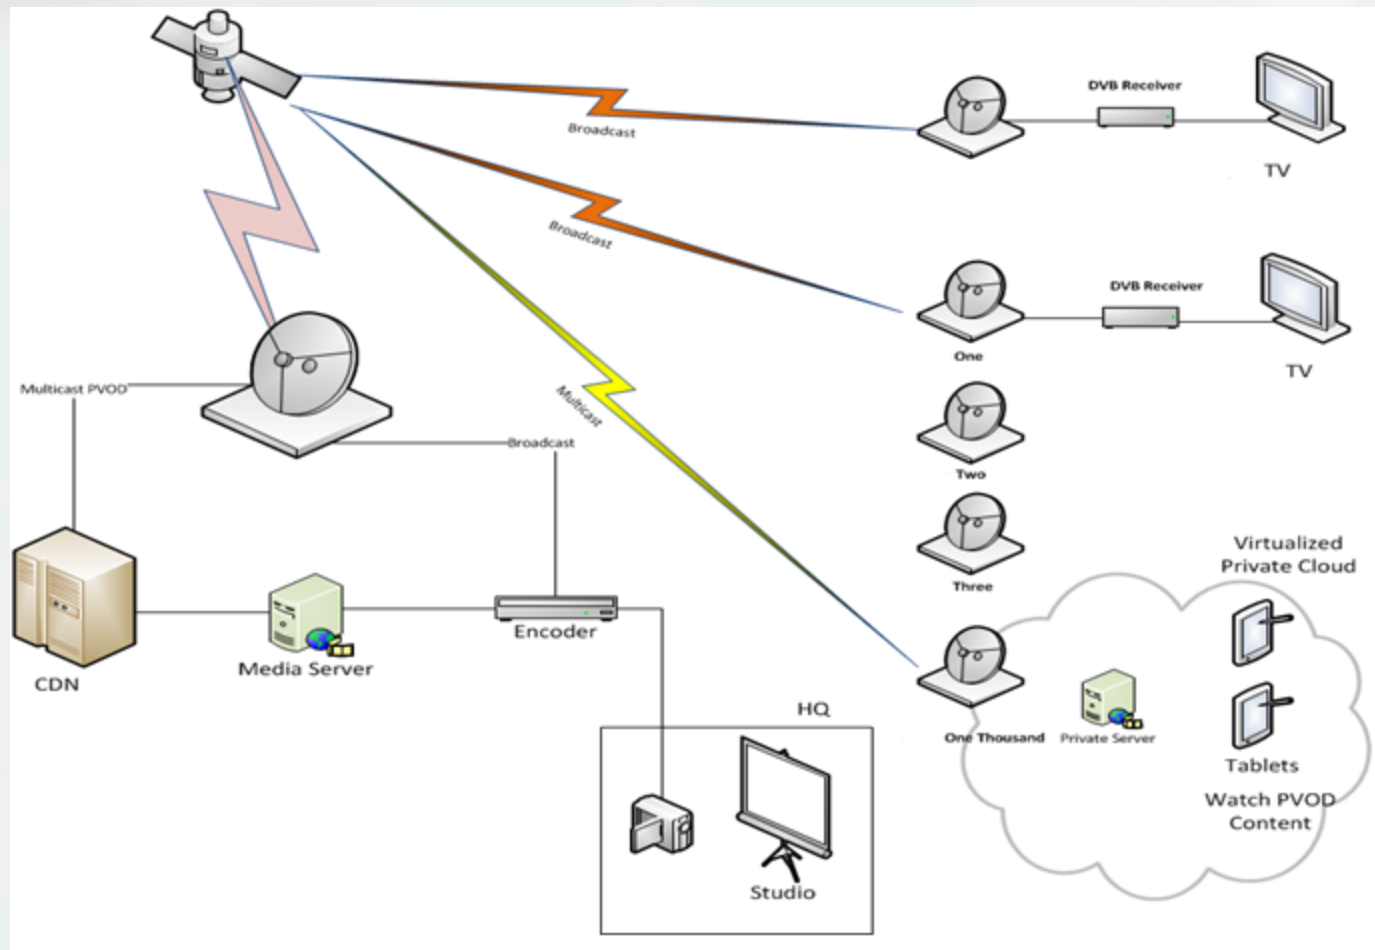 DVB Receiver
Broadcast
TV
Broadcast
DVB Receiver
One
TV
Multicast PVOD
Multicast
Broadcast
Two
Three
Virtualized
Private Cloud
Encoder
Media Server
CDN
HQ
One Thousand
Private Server
Tablets
Watch PVOD
Content
Studio